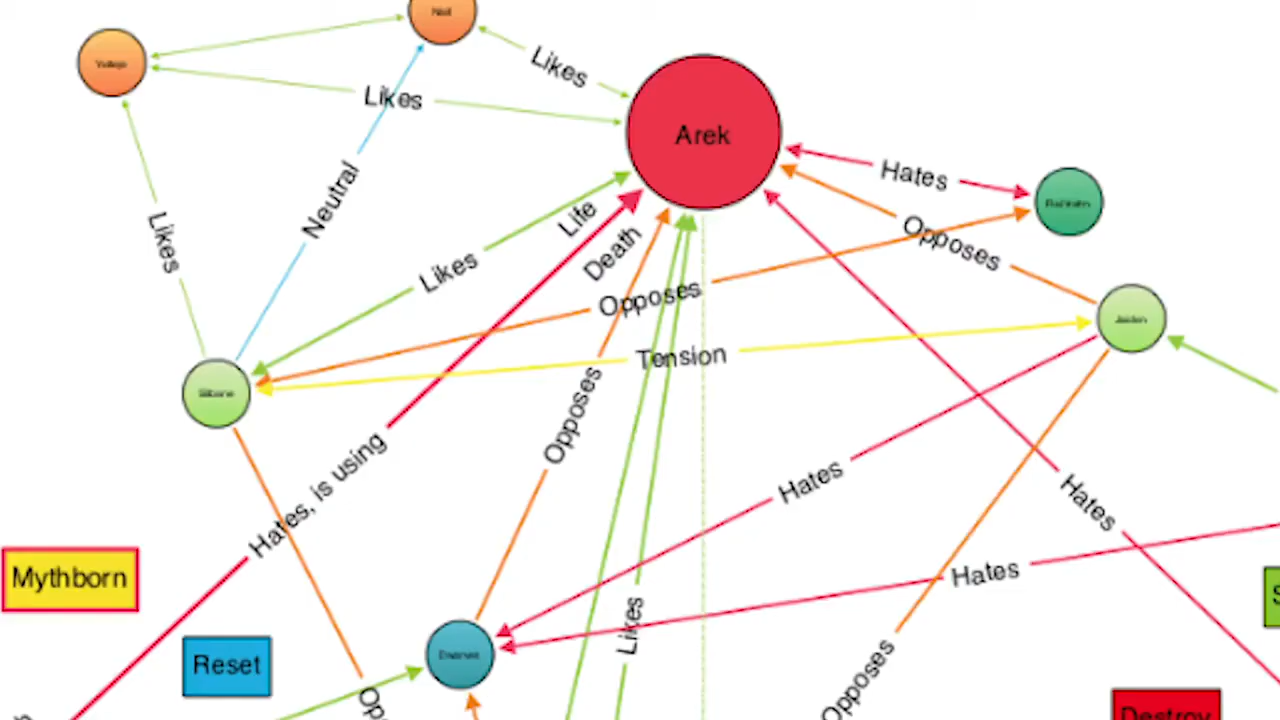 Likes
Likes
Arek
Hates
Likes
Neutral
Life
Death
Likes
Opposes
Opposes
Tension
Opposes
Hates, is using
Hates
Hates
Hates
Mythborn
Likes
Reset
Opposes
Destroy